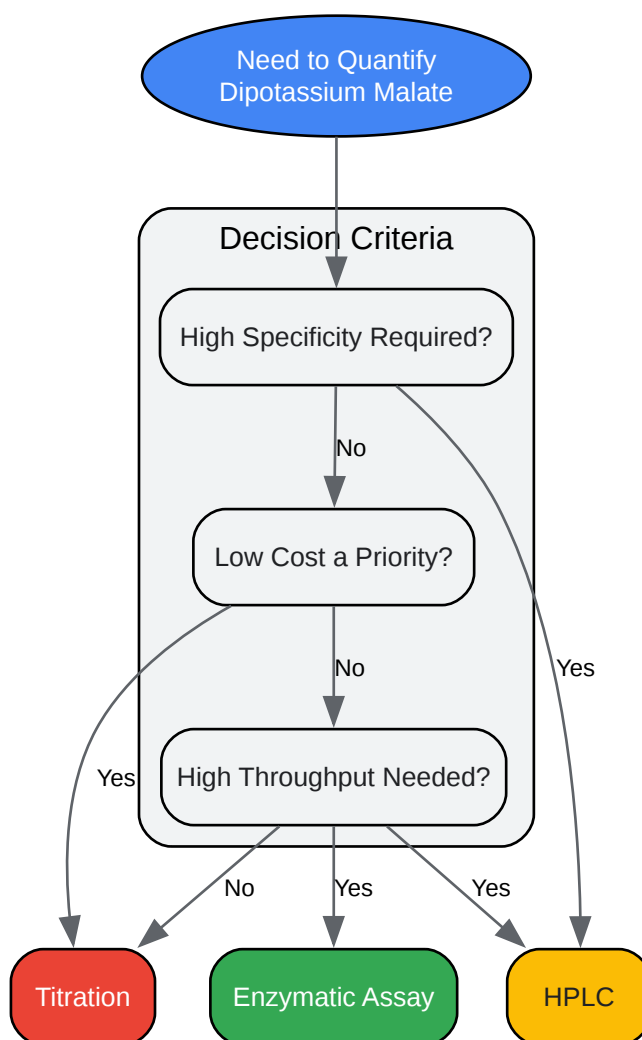 Need to Quantify
Dipotassium Malate
Decision Criteria
High Specificity Required?
No
Low Cost a Priority?
No
Yes
Yes
High Throughput Needed?
No
Yes
Yes
Titration
Enzymatic Assay
HPLC